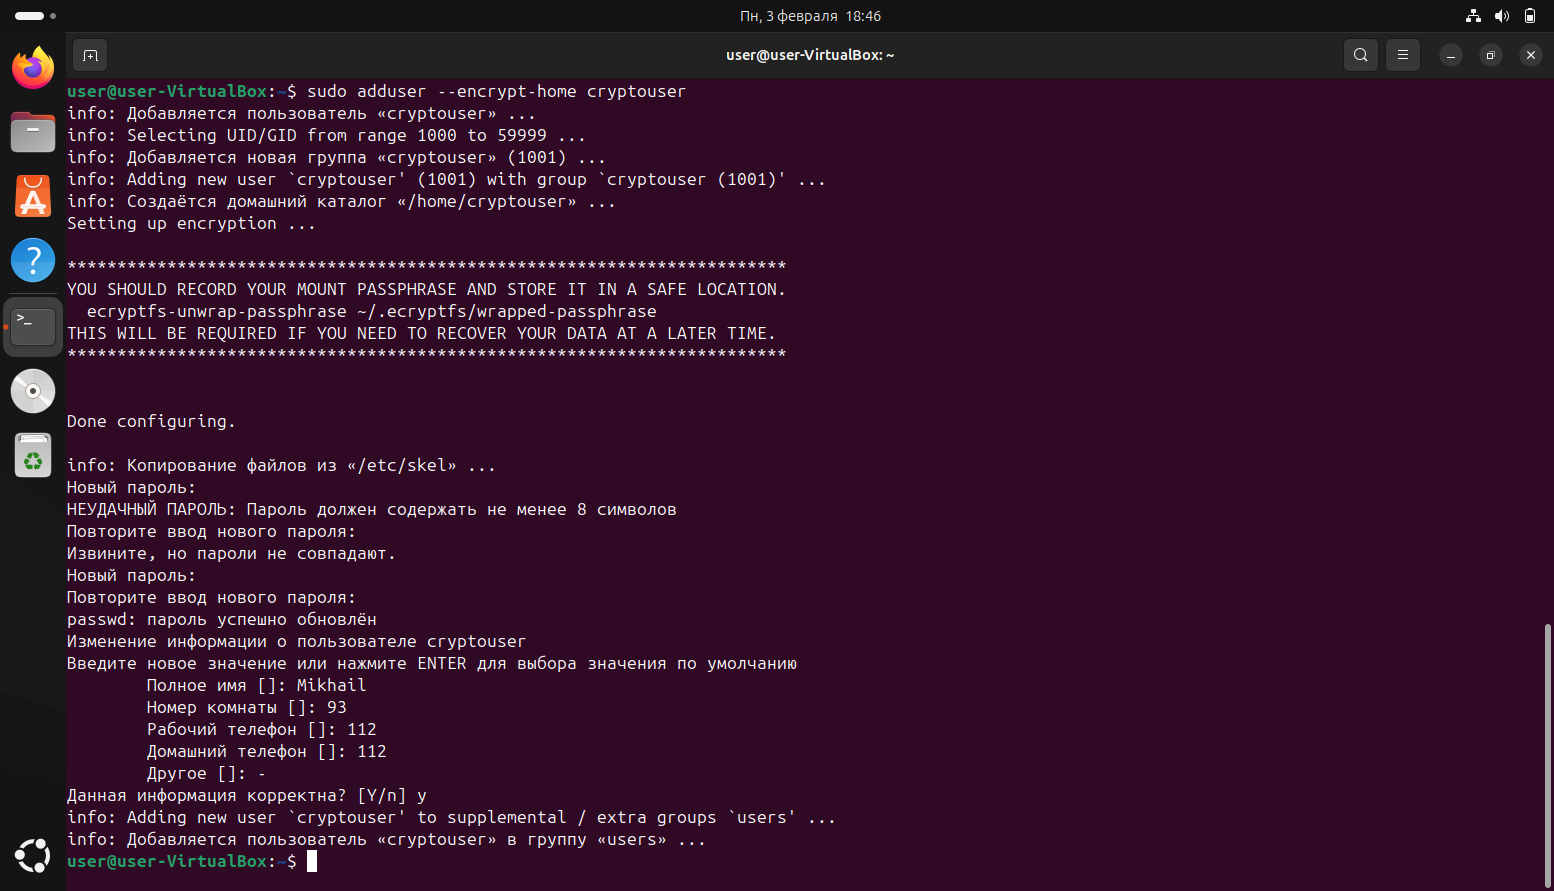 Пн, 3 февраля 18:46
user@user-VirtualBox: ~
user@user-VirtualBox:~$ sudo adduser --encrypt-home cryptouser
info: Добавляется пользователь «cryptouser» ...
info: Selecting UID/GID from range 1000 to 59999 ...
info: Добавляется новая группа «cryptouser» (1001) ...
info: Adding new user `cryptouser' (1001) with group `cryptouser (1001)' ...
info: Создаётся домашний каталог «/home/cryptouser» ...
Setting up encryption ...
************************************************************************
YOU SHOULD RECORD YOUR MOUNT PASSPHRASE AND STORE IT IN A SAFE LOCATION.
  ecryptfs-unwrap-passphrase ~/.ecryptfs/wrapped-passphrase
THIS WILL BE REQUIRED IF YOU NEED TO RECOVER YOUR DATA AT A LATER TIME.
************************************************************************
Done configuring.
info: Копирование файлов из «/etc/skel» ...
Новый пароль:
НЕУДАЧНЫЙ ПАРОЛЬ: Пароль должен содержать не менее 8 символов
Повторите ввод нового пароля:
Извините, но пароли не совпадают.
Новый пароль:
Повторите ввод нового пароля:
passwd: пароль успешно обновлён
Изменение информации о пользователе cryptouser
Введите новое значение или нажмите ENTER для выбора значения по умолчанию
        Полное имя []: Mikhail
        Номер комнаты []: 93
        Рабочий телефон []: 112
        Домашний телефон []: 112
        Другое []: -
Данная информация корректна? [Y/n] y
info: Adding new user `cryptouser' to supplemental / extra groups `users' ...
info: Добавляется пользователь «cryptouser» в группу «users» ...
user@user-VirtualBox:~$